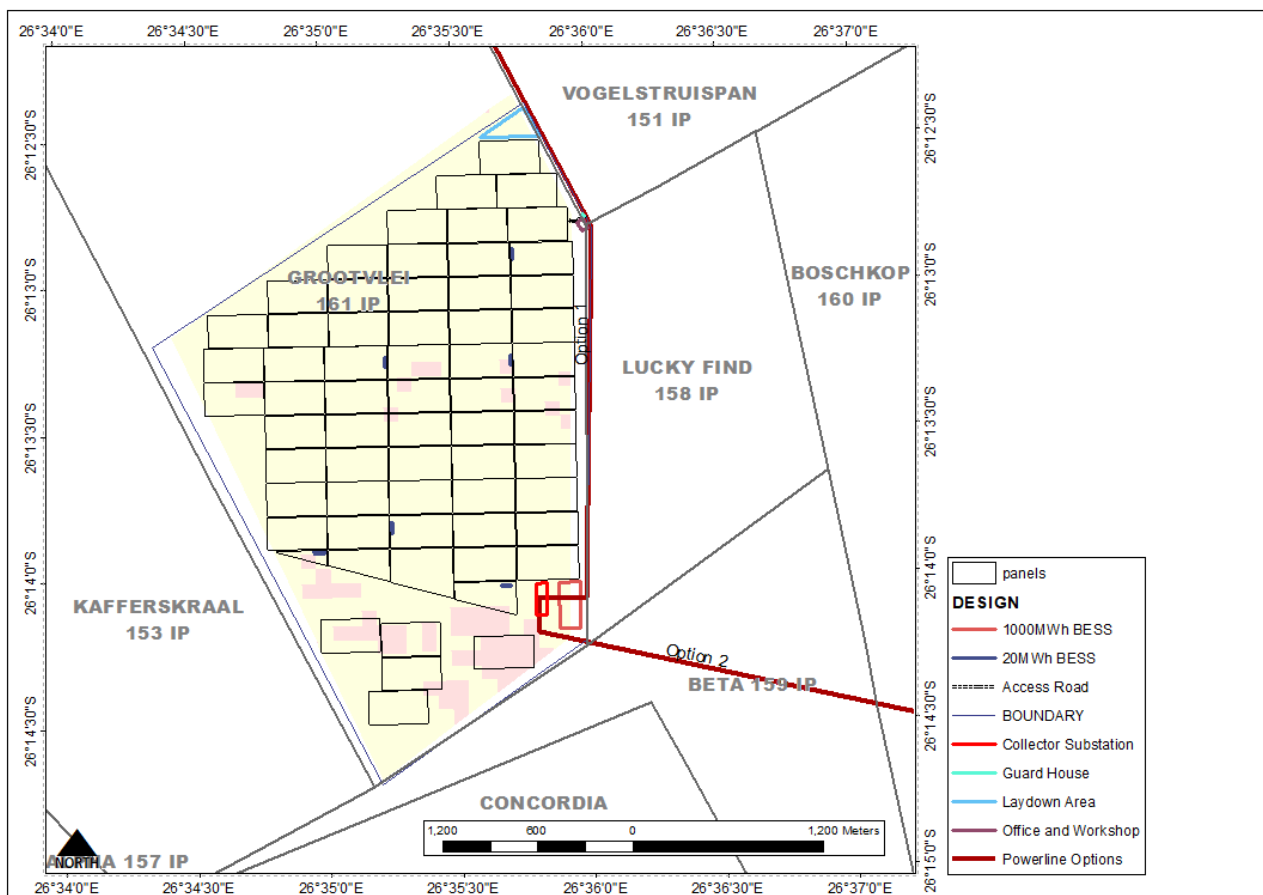 26°34'0"E 26°34'30"E 26°35'0"E 26°35'30"E 26°36'0"E 26°36'30"E 26°37'0"E
VOGELSTRUISPAN
151 IP
26°12'30"S
26°12'30"S
BOSCHKOP
160 IP
GROOTVLEI
161 IP
26°13'0"S
26°13'0"S
Option 1
LUCKY FIND
158 IP
26°13'30"S
26°13'30"S
26°14'0"S
26°14'0"S
KAFFERSKRAAL
153 IP
Option 2
BETA 159 IP
26°14'30"S
26°14'30"S
CONCORDIA
1,200 600 0 1,200 Meters
NORTH
157 IP
26°15'0"S
26°34'0"E 26°34'30"E 26°35'0"E 26°35'30"E 26°36'0"E 26°36'30"E 26°37'0"E
panels
DESIGN
1000MWh BESS
20MWh BESS
Access Road
BOUNDARY
Collector Substation
Guard House
Laydown Area
Office and Workshop
Powerline Options